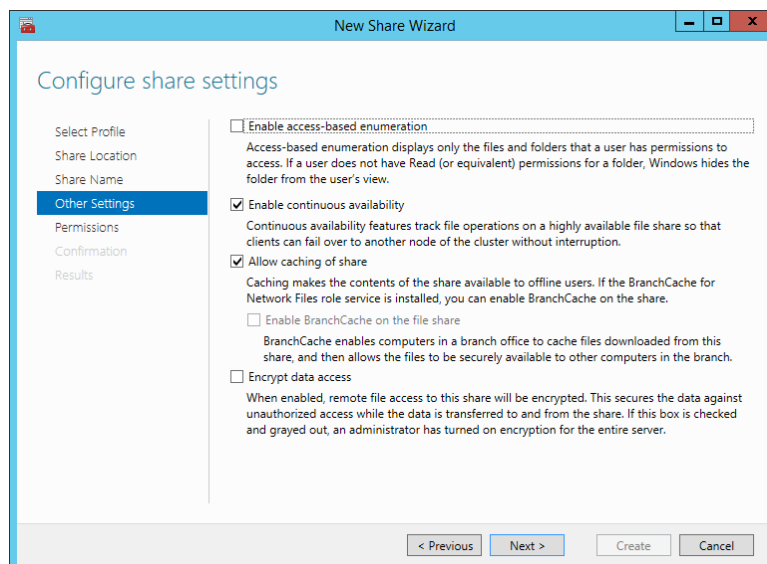 New Share Wizard
Configure share settings
Select Profile
Share Location
Share Name
Other Settings
Permissions
Confirmation
Results
Enable access-based enumeration
Access-based enumeration displays only the files and folders that a user has permissions to
access. If a user does not have Read (or equivalent) permissions for a folder, Windows hides the
folder from the user's view.
Enable continuous availability
Continuous availability features track file operations on a highly available file share so that
clients can fail over to another node of the cluster without interruption.
Allow caching of share
Caching makes the contents of the share available to offline users. If the BranchCache for
Network Files role service is installed, you can enable BranchCache on the share.
Enable BranchCache on the file share
BranchCache enables computers in a branch office to cache files downloaded from this
share, and then allows the files to be securely available to other computers in the branch.
Encrypt data access
When enabled, remote file access to this share will be encrypted. This secures the data against
unauthorized access while the data is transferred to and from the share. If this box is checked
and grayed out, an administrator has turned on encryption for the entire server.
< Previous
Next >
Create
Cancel